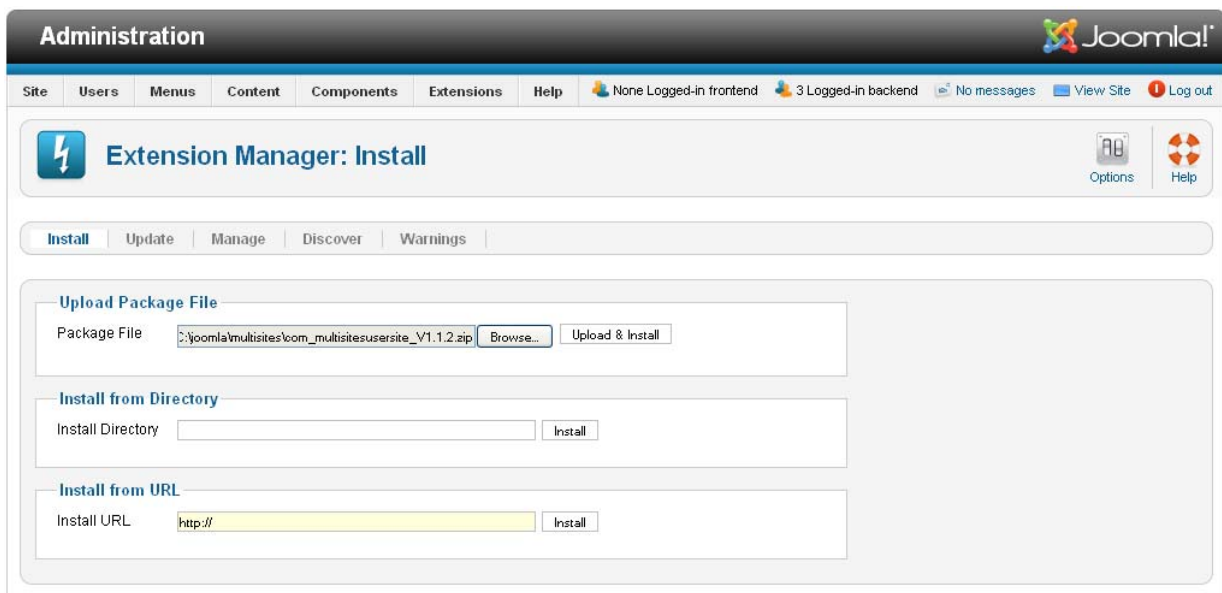 Administration
Joomla!
Site Users Menus Content Components Extensions Help None Logged-in frontend 3 Logged-in backend No messages View Site Log out
Extension Manager: Install
Options
Help
Install Update Manage Discover Warnings
Upload Package File
Package File C:\joomla\multisites\com_multisitesusersite_V1.1.2.zip Browse... Upload & Install
Install from Directory
Install Directory Install
Install from URL
Install URL http:// Install